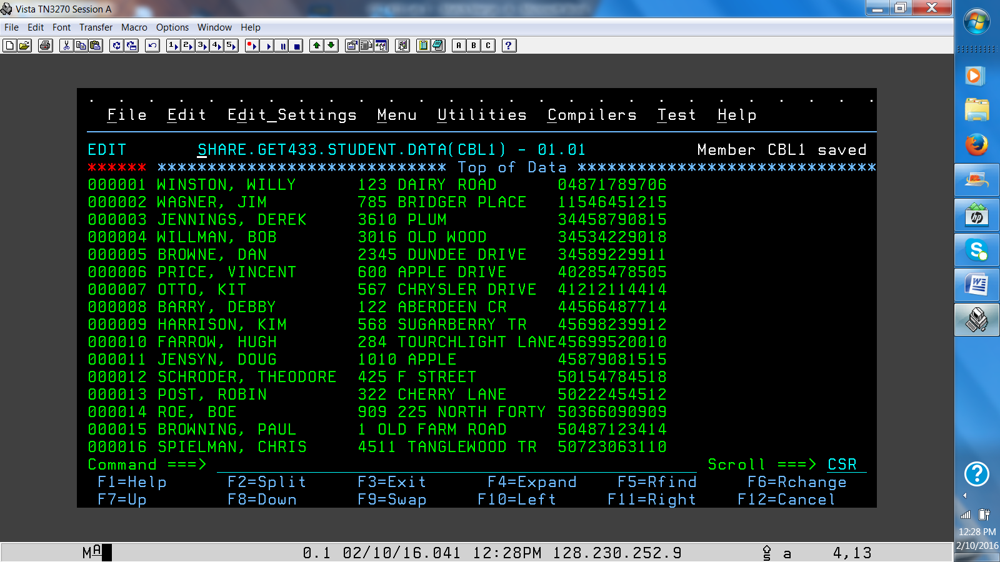 Vista TN3270 Session A
File Edit Font Transfer Macro Options Window Help
1 2 3 4 5 A B C ?
. . . . . . . . . . . . . . . . . . . . . . . . . . .
File Edit Edit_Settings Menu Utilities Compilers Test Help
EDIT SHARE.GET433.STUDENT.DATA(CBL1) - 01.01 Member CBL1 saved
****** ***************************** Top of Data ******************************
000001 WINSTON, WILLY 123 DAIRY ROAD 04871789706
000002 WAGNER, JIM 785 BRIDGER PLACE 11546451215
000003 JENNINGS, DEREK 3610 PLUM 34458790815
000004 WILLMAN, BOB 3016 OLD WOOD 34534229018
000005 BROWNE, DAN 2345 DUNDEE DRIVE 34589229911
000006 PRICE, VINCENT 600 APPLE DRIVE 40285478505
000007 OTTO, KIT 567 CHRYSLER DRIVE 41212114414
000008 BARRY, DEBBY 122 ABERDEEN CR 44566487714
000009 HARRISON, KIM 568 SUGARBERRY TR 45698239912
000010 FARROW, HUGH 284 TOURCHLIGHT LANE45699520010
000011 JENSYN, DOUG 1010 APPLE 45879081515
000012 SCHRODER, THEODORE 425 F STREET 50154784518
000013 POST, ROBIN 322 CHERRY LANE 50222454512
000014 ROE, BOE 909 225 NORTH FORTY 50366090909
000015 BROWNING, PAUL 1 OLD FARM ROAD 50487123414
000016 SPIELMAN, CHRIS 4511 TANGLEWOOD TR 50723063110
Command ===> Scroll ===> CSR
F1=Help F2=Split F3=Exit F4=Expand F5=Rfind F6=Rchange
F7=Up F8=Down F9=Swap F10=Left F11=Right F12=Cancel
MA 0.1 02/10/16.041 12:28PM 128.230.252.9 a 4,13
hp
S
W
?
12:28 PM
2/10/2016